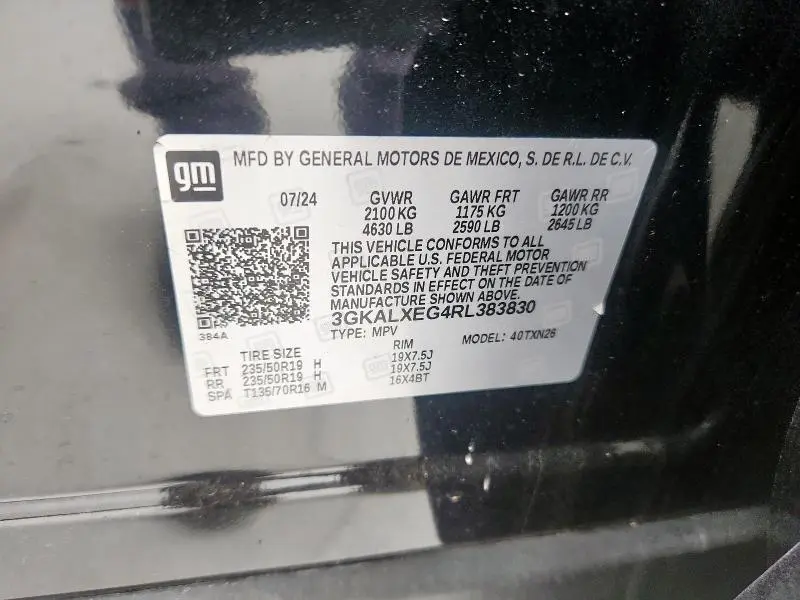 gm MFD BY GENERAL MOTORS DE MEXICO, S. DE R.L. DE C.V.
07/24 GVWR GAWR FRT GAWR RR
2100 KG 1175 KG 1200 KG
4630 LB 2590 LB 2645 LB
THIS VEHICLE CONFORMS TO ALL
APPLICABLE U.S. FEDERAL MOTOR
VEHICLE SAFETY AND THEFT PREVENTION
STANDARDS IN EFFECT ON THE DATE OF
MANUFACTURE SHOWN ABOVE.
3GKALXEG4RL383830
384A TYPE: MPV MODEL: 40TXN26
TIRE SIZE RIM
FRT 235/50R19 H 19X7.5J
RR 235/50R19 H 19X7.5J
SPA T135/70R16 M 16X4BT